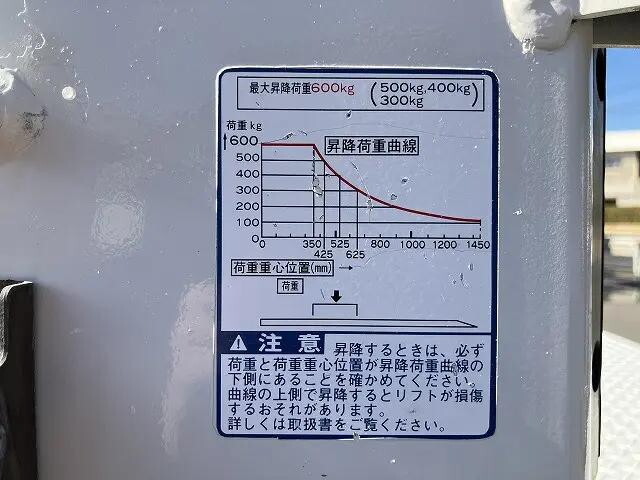 最大昇降荷重600kg (500kg,400kg 300kg)
荷重kg
昇降荷重曲線
600
500
400
300
200
100
0
0 350 525 800 1000 1200 1450
425 625
荷重重心位置(mm) →
荷重
⚠ 注意 昇降するときは、必ず
荷重と荷重重心位置が昇降荷重曲線の
下側にあることを確かめてください。
曲線の上側で昇降するとリフトが損傷
するおそれがあります。
詳しくは取扱書をご覧ください。